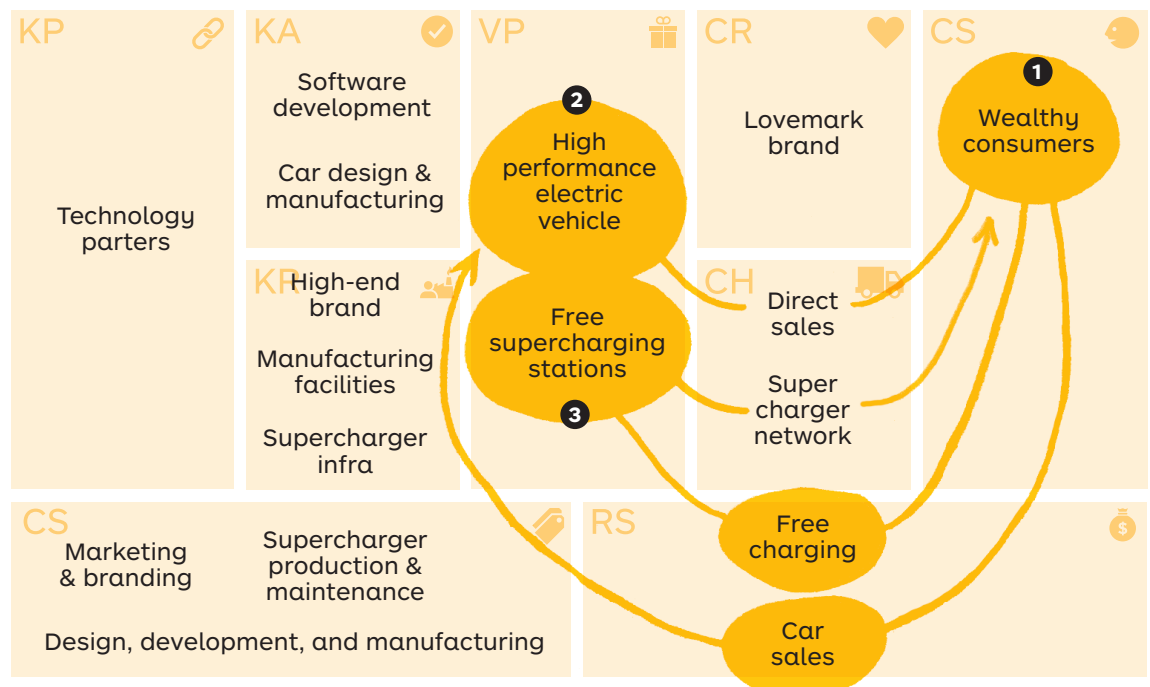 KP
Technology
parters
KA
Software
development
Car design &
manufacturing
KR
High-end
brand
Manufacturing
facilities
Supercharger
infra
VP
2
High
performance
electric
vehicle
Free
supercharging
stations
3
CR
Lovemark
brand
CH
Direct
sales
Super
charger
network
CS
1
Wealthy
consumers
CS
Marketing
& branding
Supercharger
production &
maintenance
Design, development, and manufacturing
RS
$
Free
charging
Car
sales